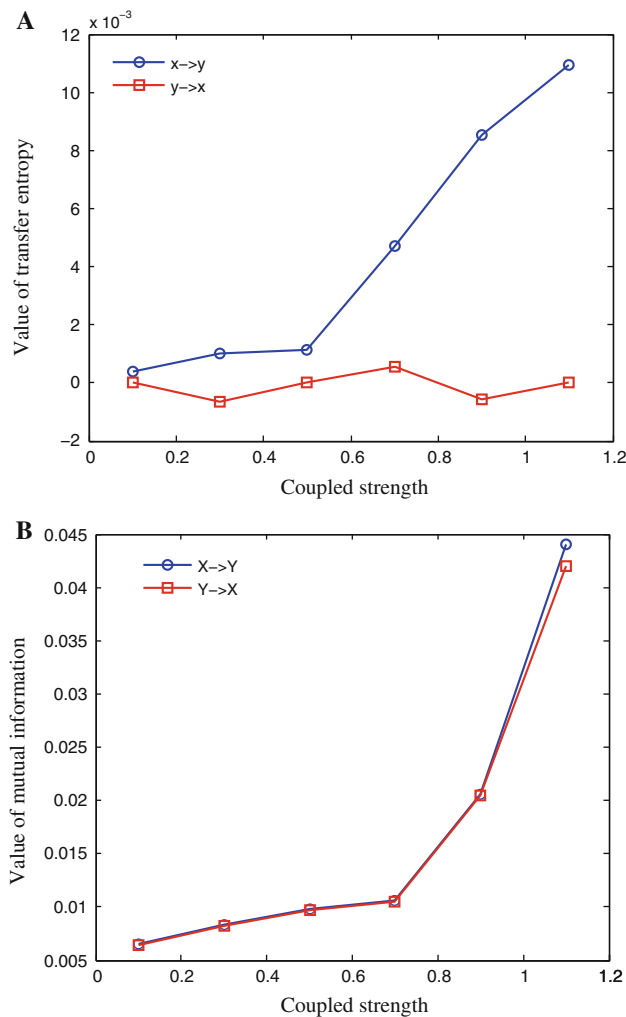 A
x 10⁻³
12
10
8
6
4
2
0
−2
x−>y
y−>x
Value of transfer entropy
0 0.2 0.4 0.6 0.8 1 1.2
Coupled strength
B
0.045
0.04
0.035
0.03
0.025
0.02
0.015
0.01
0.005
X−>Y
Y−>X
Value of mutual information
0 0.2 0.4 0.6 0.8 1 1.2
Coupled strength